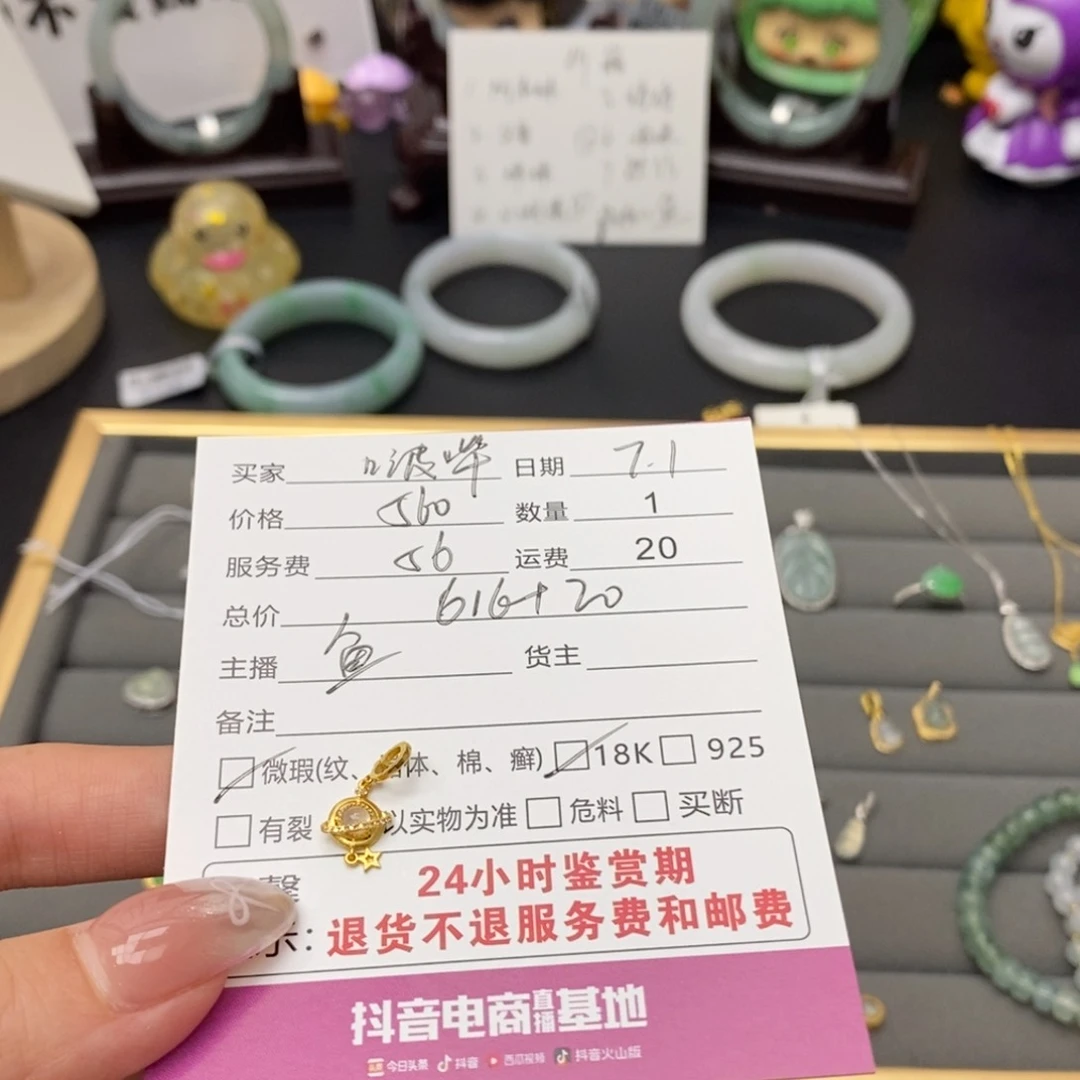 买家 日期 7.1
价格 560 数量 1
服务费 56 运费 20
总价 616+20
主播 鱼 货主
备注
微瑕(纹、体、棉、癣) 18K 925
有裂 以实物为准 危料 买断
24小时鉴赏期
示：退货不退服务费和邮费
抖音电商直播基地
今日头条 抖音 西瓜视频 抖音火山版